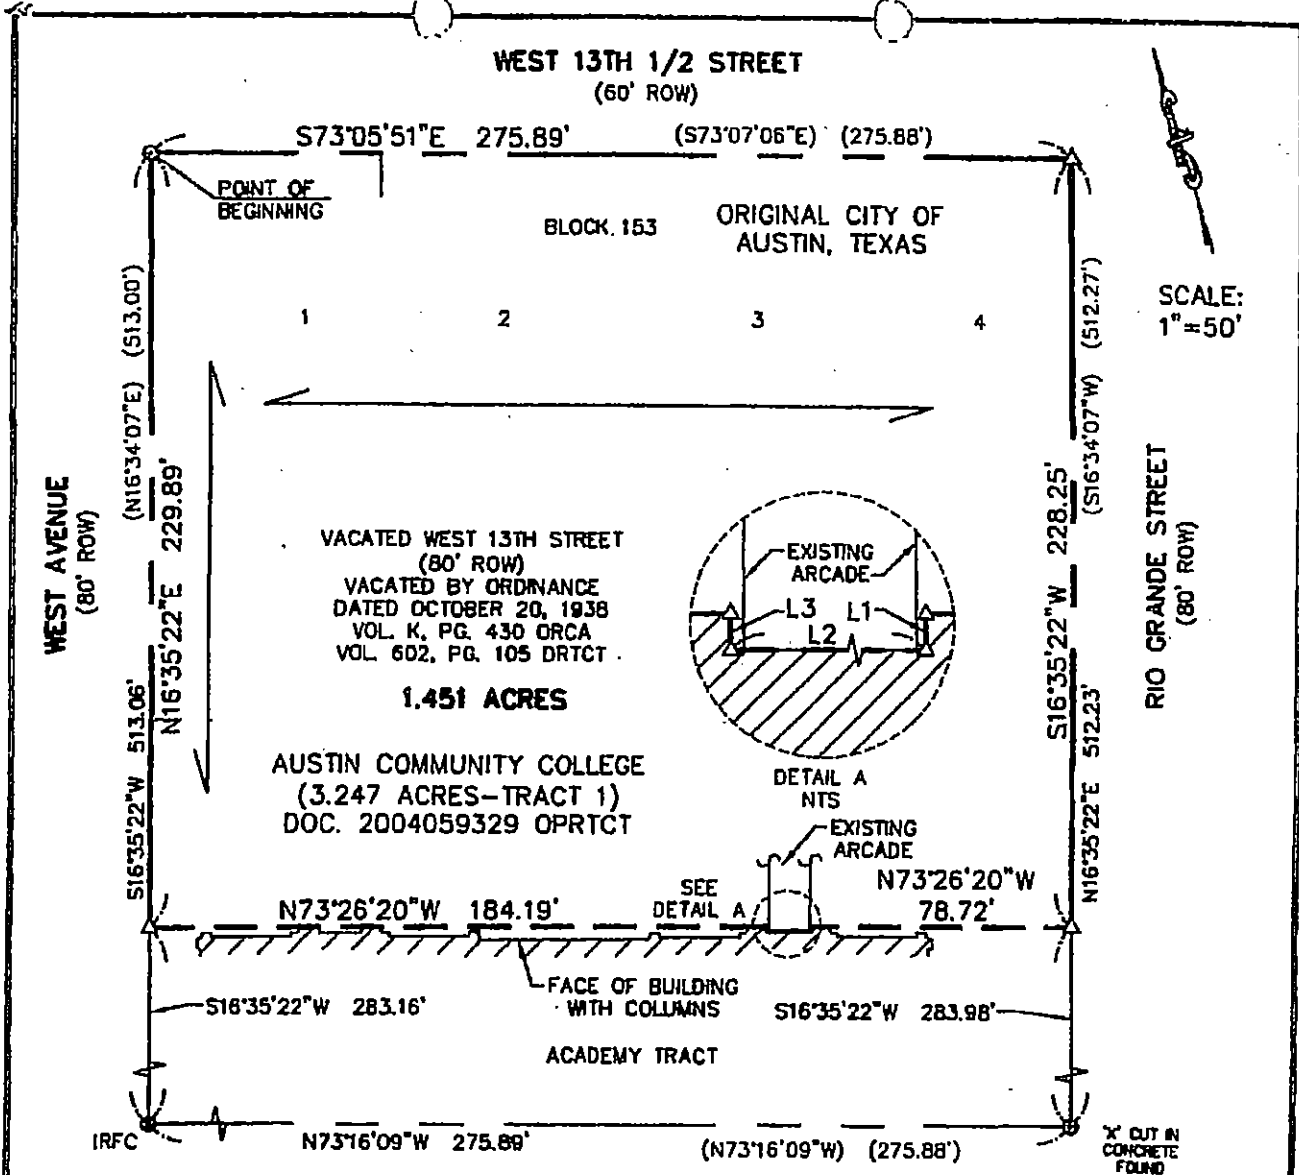 WEST 13TH 1/2 STREET
(60' ROW)
S73°05'51"E 275.89' (S73°07'06"E) (275.88')
POINT OF
BEGINNING
BLOCK 153
ORIGINAL CITY OF
AUSTIN, TEXAS
SCALE:
1"=50'
1 2 3 4
(N16°34'07"E) (513.00')
(S16°34'07"W) (512.27')
WEST AVENUE
(80' ROW)
N16°35'22"E 229.89'
S16°35'22"W 513.06'
VACATED WEST 13TH STREET
(80' ROW)
VACATED BY ORDINANCE
DATED OCTOBER 20, 1938
VOL. K, PG. 430 ORCA
VOL. 602, PG. 105 DRTCT
1.451 ACRES
AUSTIN COMMUNITY COLLEGE
(3.247 ACRES-TRACT 1)
DOC. 2004059329 OPRTCT
EXISTING
ARCADE
L3 L1
L2
DETAIL A
NTS
S16°35'22"W 228.25'
N16°35'22"E 512.23'
RIO GRANDE STREET
(80' ROW)
EXISTING
ARCADE
SEE
DETAIL A
N73°26'20"W 184.19'
N73°26'20"W
78.72'
FACE OF BUILDING
WITH COLUMNS
S16°35'22"W 283.16'
S16°35'22"W 283.98'
ACADEMY TRACT
IRFC
N73°16'09"W 275.89' (N73°16'09"W) (275.88')
'X' CUT IN
CONCRETE
FOUND